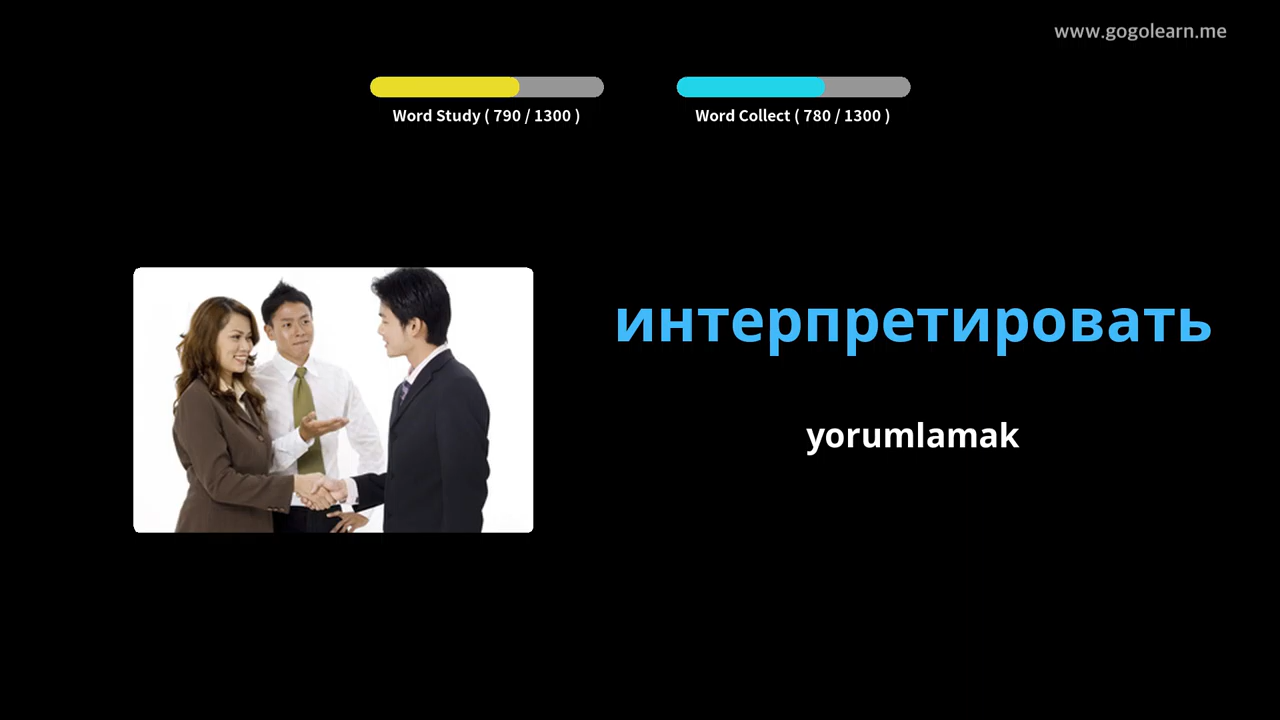 www.gogolearn.me
Word Study ( 790 / 1300 )
Word Collect ( 780 / 1300 )
интерпретировать
yorumlamak